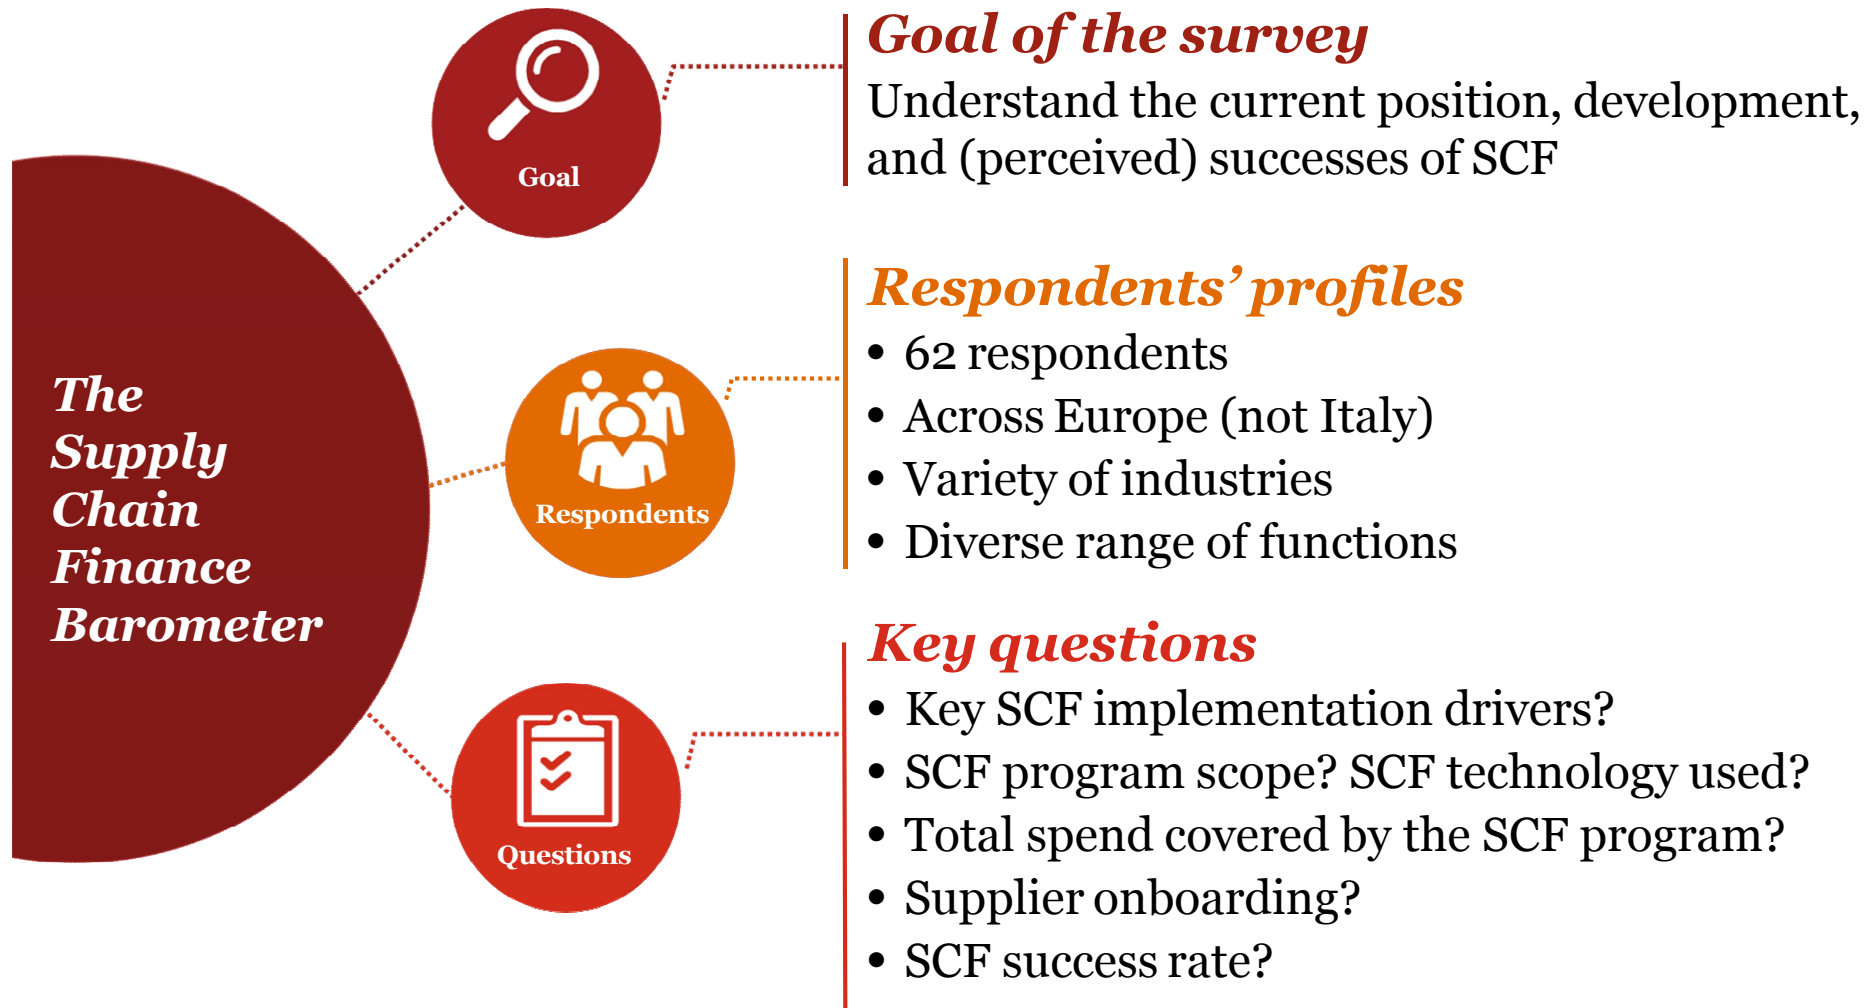 The
Supply
Chain
Finance
Barometer
Goal
Goal of the survey
Understand the current position, development,
and (perceived) successes of SCF
Respondents
Respondents’ profiles
• 62 respondents
• Across Europe (not Italy)
• Variety of industries
• Diverse range of functions
Questions
Key questions
• Key SCF implementation drivers?
• SCF program scope? SCF technology used?
• Total spend covered by the SCF program?
• Supplier onboarding?
• SCF success rate?